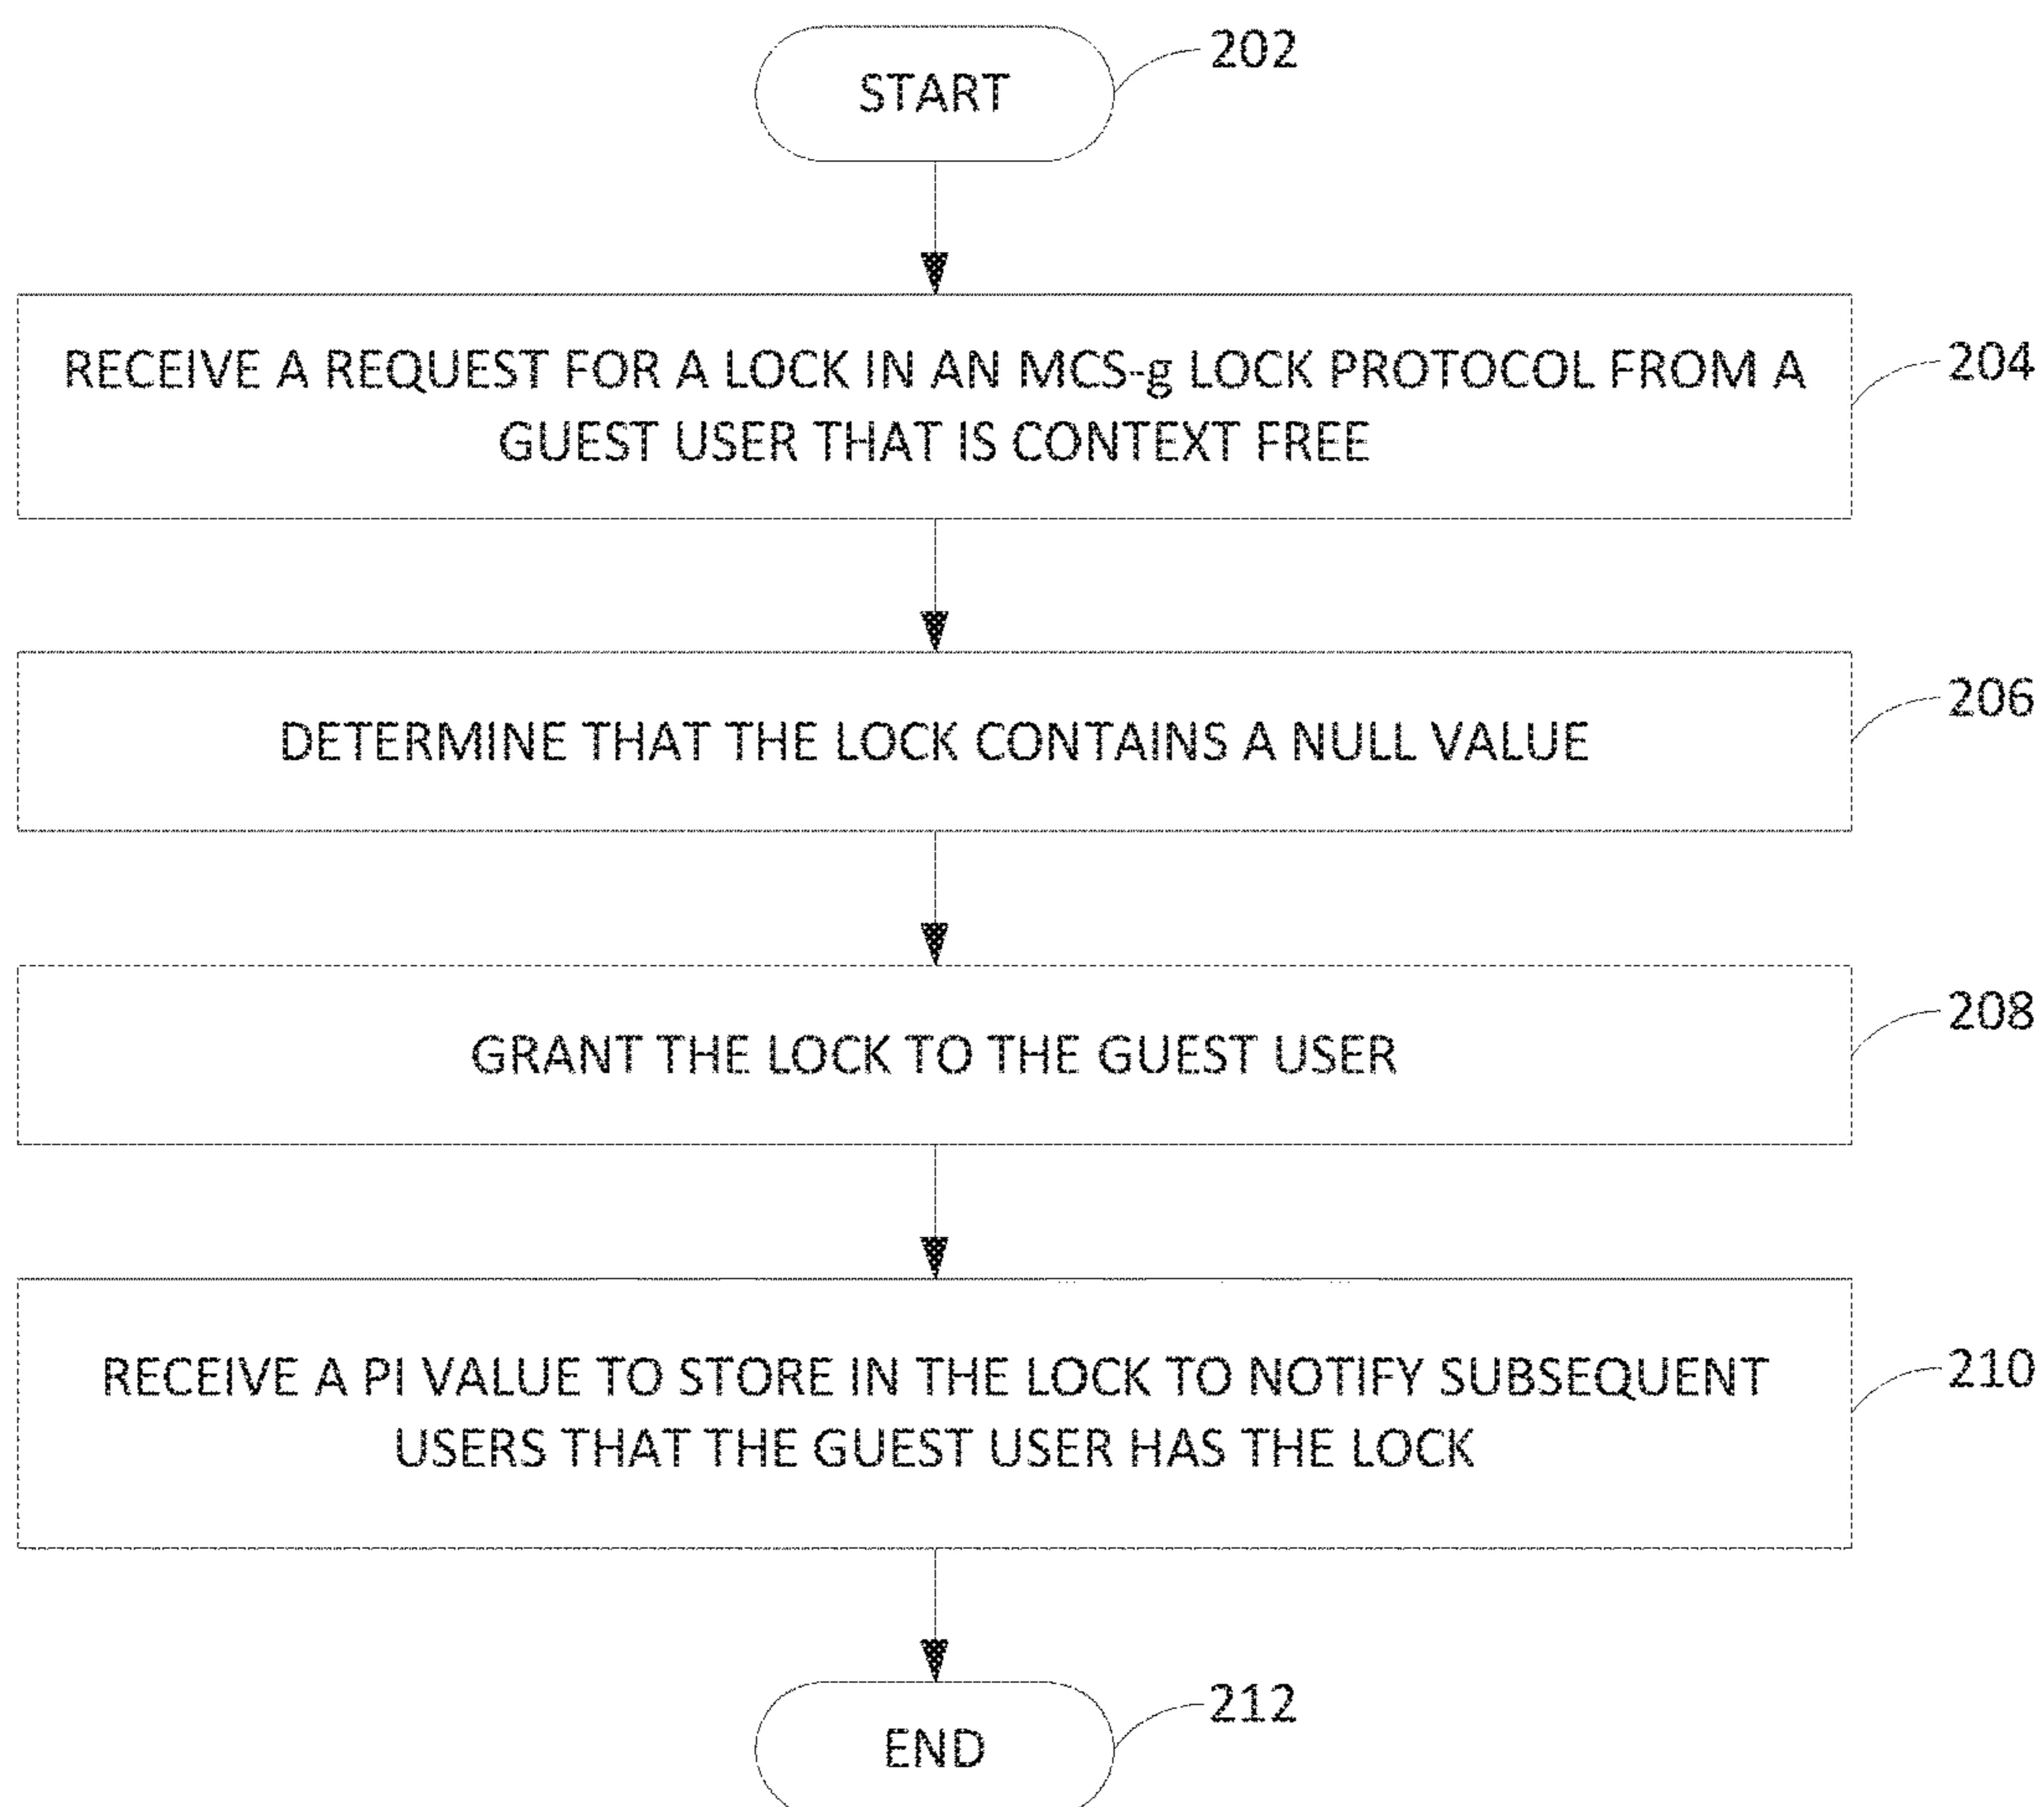 START
202
RECEIVE A REQUEST FOR A LOCK IN AN MCS-g LOCK PROTOCOL FROM A
GUEST USER THAT IS CONTEXT FREE
204
DETERMINE THAT THE LOCK CONTAINS A NULL VALUE
206
GRANT THE LOCK TO THE GUEST USER
208
RECEIVE A PI VALUE TO STORE IN THE LOCK TO NOTIFY SUBSEQUENT
USERS THAT THE GUEST USER HAS THE LOCK
210
END
212